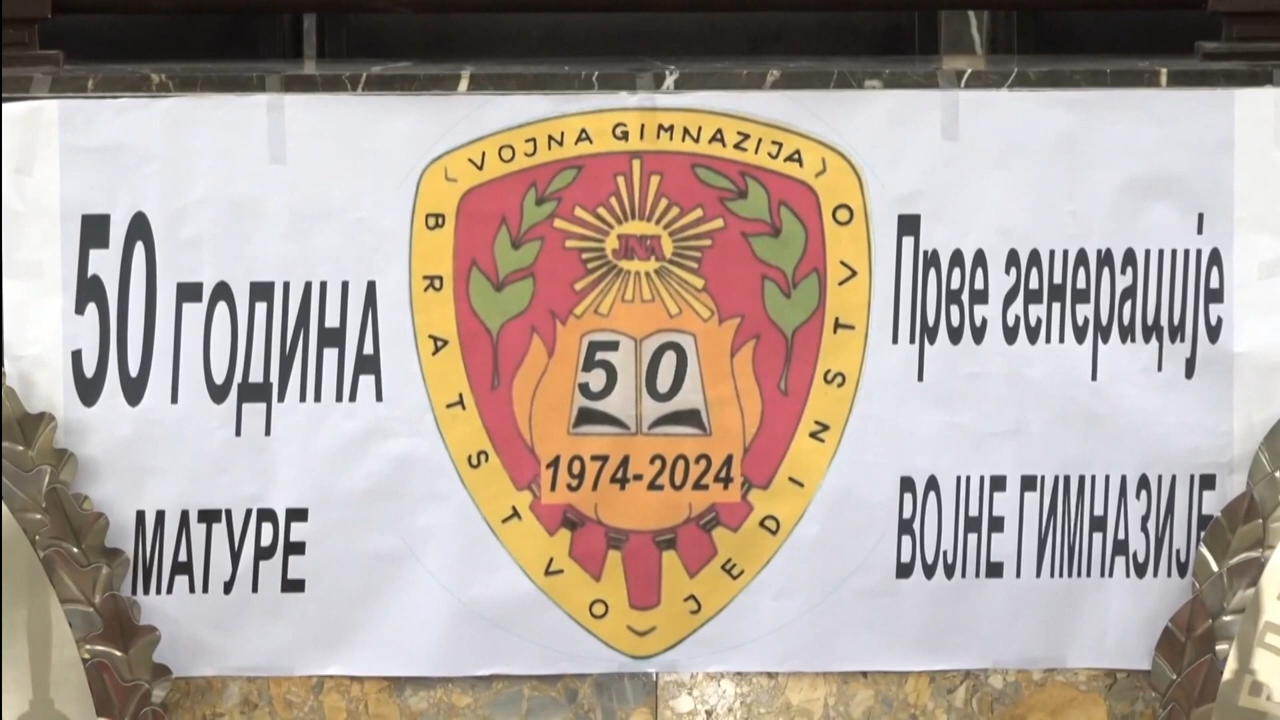 50 ГОДИНА
МАТУРЕ
VOJNA GIMNAZIJA
BRATSTVO JEDINSTVO
JNA
50
1974-2024
Прве генерације
ВОЈНЕ ГИМНАЗИЈЕ